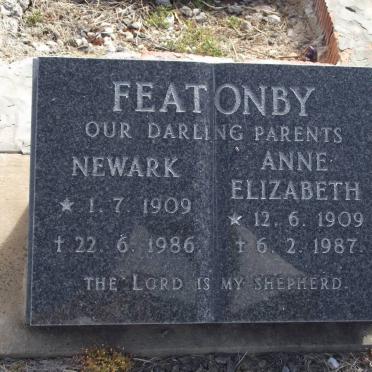 FEATONBY
OUR DARLING PARENTS
NEWARK
* 1. 7. 1909
† 22. 6. 1986
ANNE
ELIZABETH
* 12. 6. 1909
† 6. 2. 1987.
THE LORD IS MY SHEPHERD.